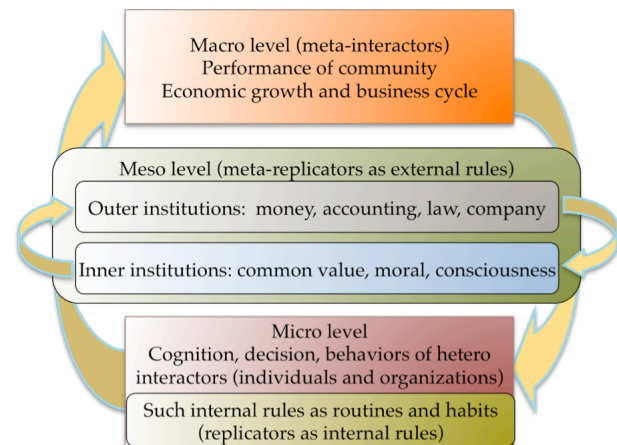 Macro level (meta-interactors)
Performance of community
Economic growth and business cycle
Meso level (meta-replicators as external rules)
Outer institutions: money, accounting, law, company
Inner institutions: common value, moral, consciousness
Micro level
Cognition, decision, behaviors of hetero
interactors (individuals and organizations)
Such internal rules as routines and habits
(replicators as internal rules)